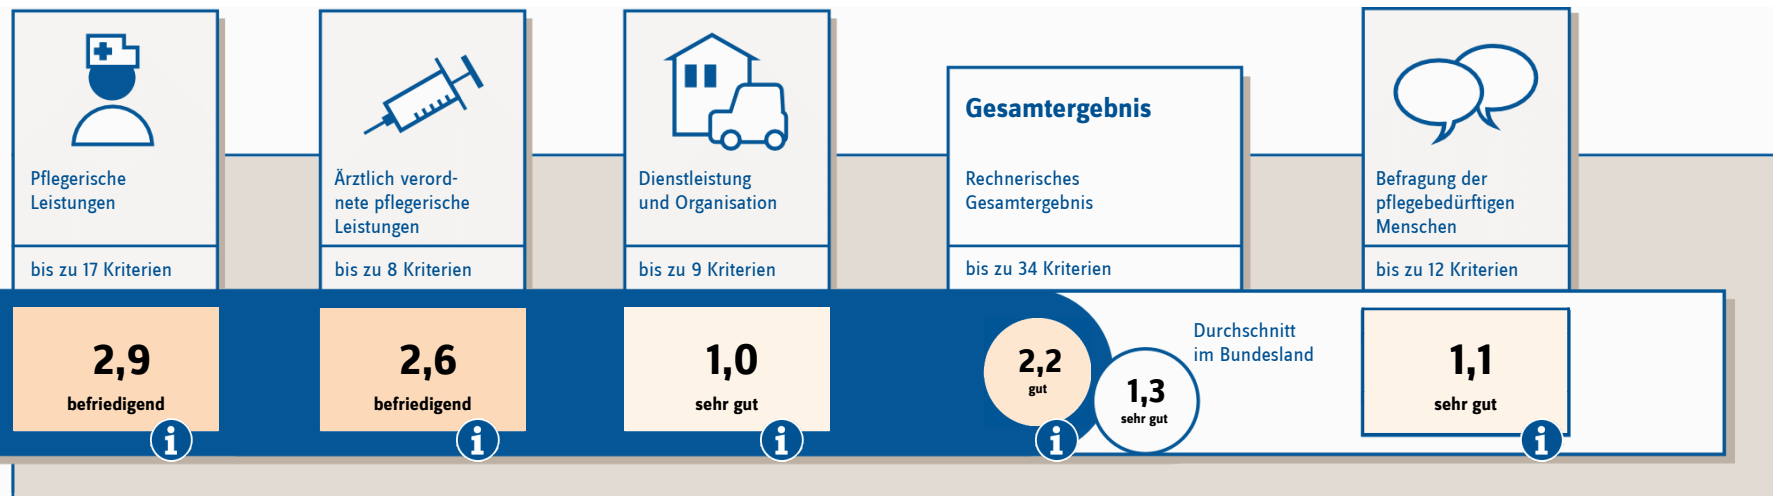 Pflegerische
Leistungen
bis zu 17 Kriterien
2,9
befriedigend
i
Ärztlich verord-
nete pflegerische
Leistungen
bis zu 8 Kriterien
2,6
befriedigend
i
Dienstleistung
und Organisation
bis zu 9 Kriterien
1,0
sehr gut
i
Gesamtergebnis
Rechnerisches
Gesamtergebnis
bis zu 34 Kriterien
2,2
gut
i
1,3
sehr gut
Durchschnitt
im Bundesland
Befragung der
pflegebedürftigen
Menschen
bis zu 12 Kriterien
1,1
sehr gut
i